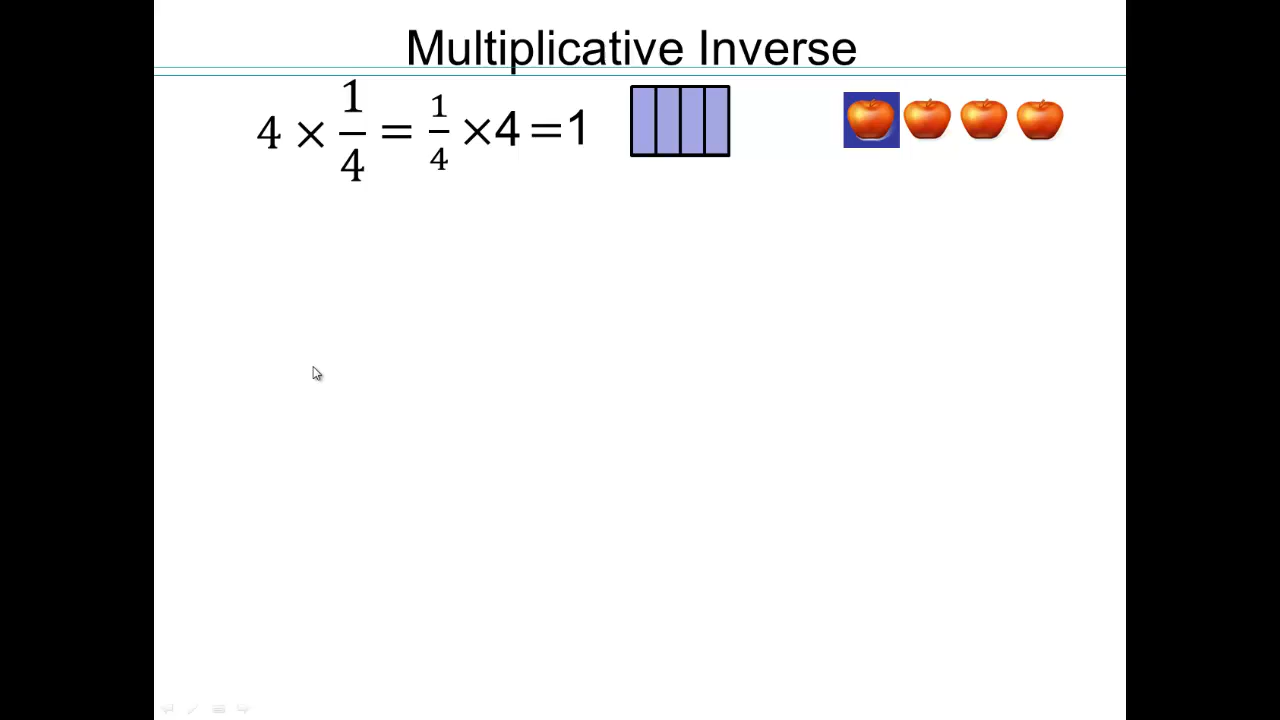 Multiplicative Inverse
4 × 1/4 = 1/4 ×4=1